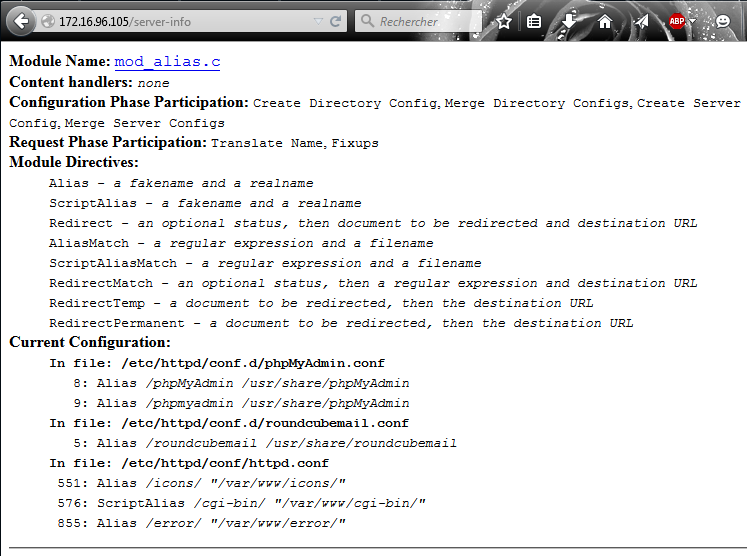 172.16.96.105/server-info
Rechercher
ABP
Module Name: mod_alias.c
Content handlers: none
Configuration Phase Participation: Create Directory Config, Merge Directory Configs, Create Server
Config, Merge Server Configs
Request Phase Participation: Translate Name, Fixups
Module Directives:
Alias - a fakename and a realname
ScriptAlias - a fakename and a realname
Redirect - an optional status, then document to be redirected and destination URL
AliasMatch - a regular expression and a filename
ScriptAliasMatch - a regular expression and a filename
RedirectMatch - an optional status, then a regular expression and destination URL
RedirectTemp - a document to be redirected, then the destination URL
RedirectPermanent - a document to be redirected, then the destination URL
Current Configuration:
In file: /etc/httpd/conf.d/phpMyAdmin.conf
8: Alias /phpMyAdmin /usr/share/phpMyAdmin
9: Alias /phpmyadmin /usr/share/phpMyAdmin
In file: /etc/httpd/conf.d/roundcubemail.conf
5: Alias /roundcubemail /usr/share/roundcubemail
In file: /etc/httpd/conf/httpd.conf
551: Alias /icons/ "/var/www/icons/"
576: ScriptAlias /cgi-bin/ "/var/www/cgi-bin/"
855: Alias /error/ "/var/www/error/"